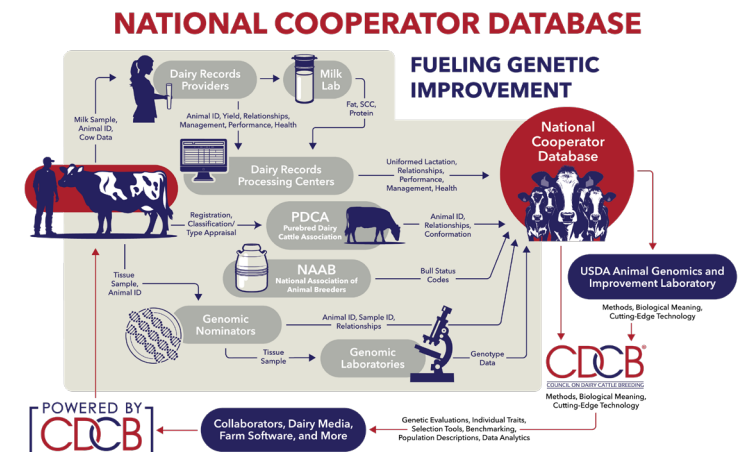 NATIONAL COOPERATOR DATABASE
FUELING GENETIC
IMPROVEMENT
Dairy Records
Providers
Milk
Lab
Milk Sample,
Animal ID,
Cow Data
Animal ID, Yield, Relationships,
Management, Performance, Health
Fat, SCC,
Protein
National
Cooperator
Database
Dairy Records
Processing Centers
Uniformed Lactation,
Relationships,
Performance,
Management, Health
Registration,
Classification/
Type Appraisal
PDCA
Purebred Dairy
Cattle Association
Animal ID,
Relationships,
Conformation
NAAB
National Association of
Animal Breeders
Bull Status
Codes
USDA Animal Genomics and
Improvement Laboratory
Tissue
Sample,
Animal ID
Genomic
Nominators
Animal ID, Sample ID,
Relationships
Methods, Biological Meaning,
Cutting-Edge Technology
Tissue
Sample
Genomic
Laboratories
Genotype
Data
CDCB®
COUNCIL ON DAIRY CATTLE BREEDING
Methods, Biological Meaning,
Cutting-Edge Technology
POWERED BY
CDCB
Collaborators, Dairy Media,
Farm Software, and More
Genetic Evaluations, Individual Traits,
Selection Tools, Benchmarking,
Population Descriptions, Data Analytics